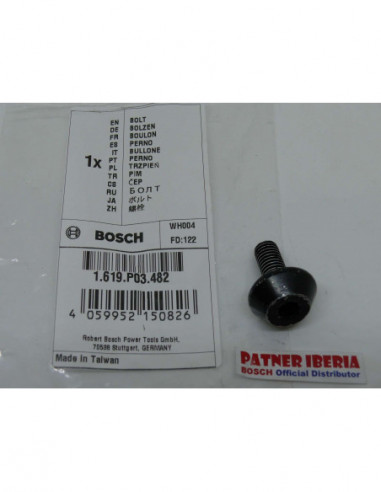 EN BOLT
DE BOLZEN
FR BOULON
ES PERNO
IT BULLONE
PT PERNO
PL TRZPIEŃ
TR PIM
CS ČEP
RU БОЛТ
JA ボルト
ZH 螺栓
1x
WH004
BOSCH
FD:122
1.619.P03.482
4 059952 150826
Robert Bosch Power Tools GmbH,
70538 Stuttgart, GERMANY
Made in Taiwan
PATNER IBERIA
BOSCH Official Distributor